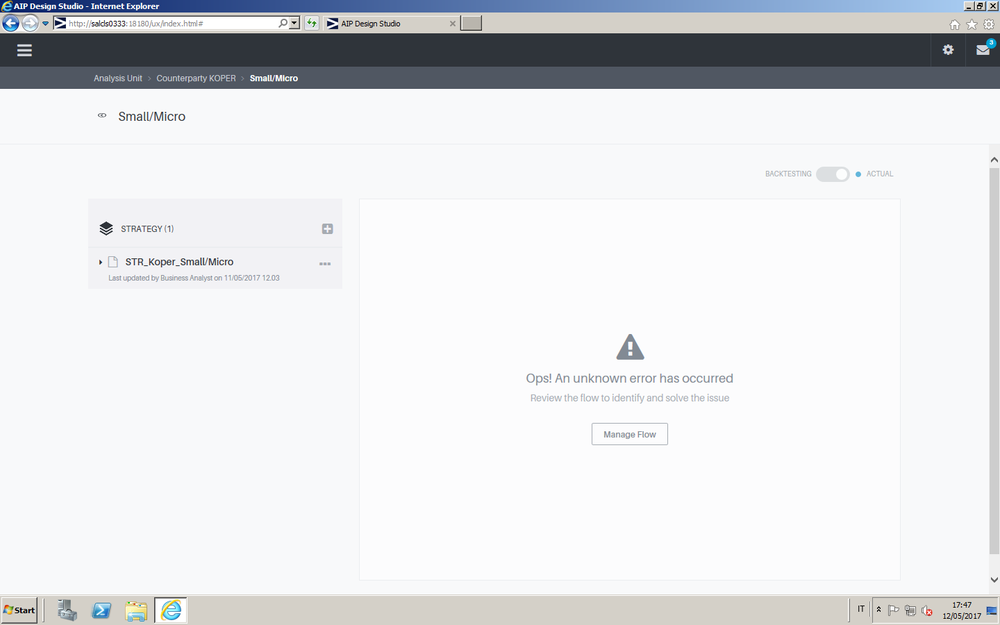 AIP Design Studio - Internet Explorer
http://salcls0333:18180/ux/index.html#
AIP Design Studio
3
Analysis Unit > Counterparty KOPER > Small/Micro
Small/Micro
BACKTESTING
ACTUAL
STRATEGY (1)
STR_Koper_Small/Micro
Last updated by Business Analyst on 11/05/2017 12.03
Ops! An unknown error has occurred
Review the flow to identify and solve the issue
Manage Flow
Start
IT
17:47
12/05/2017